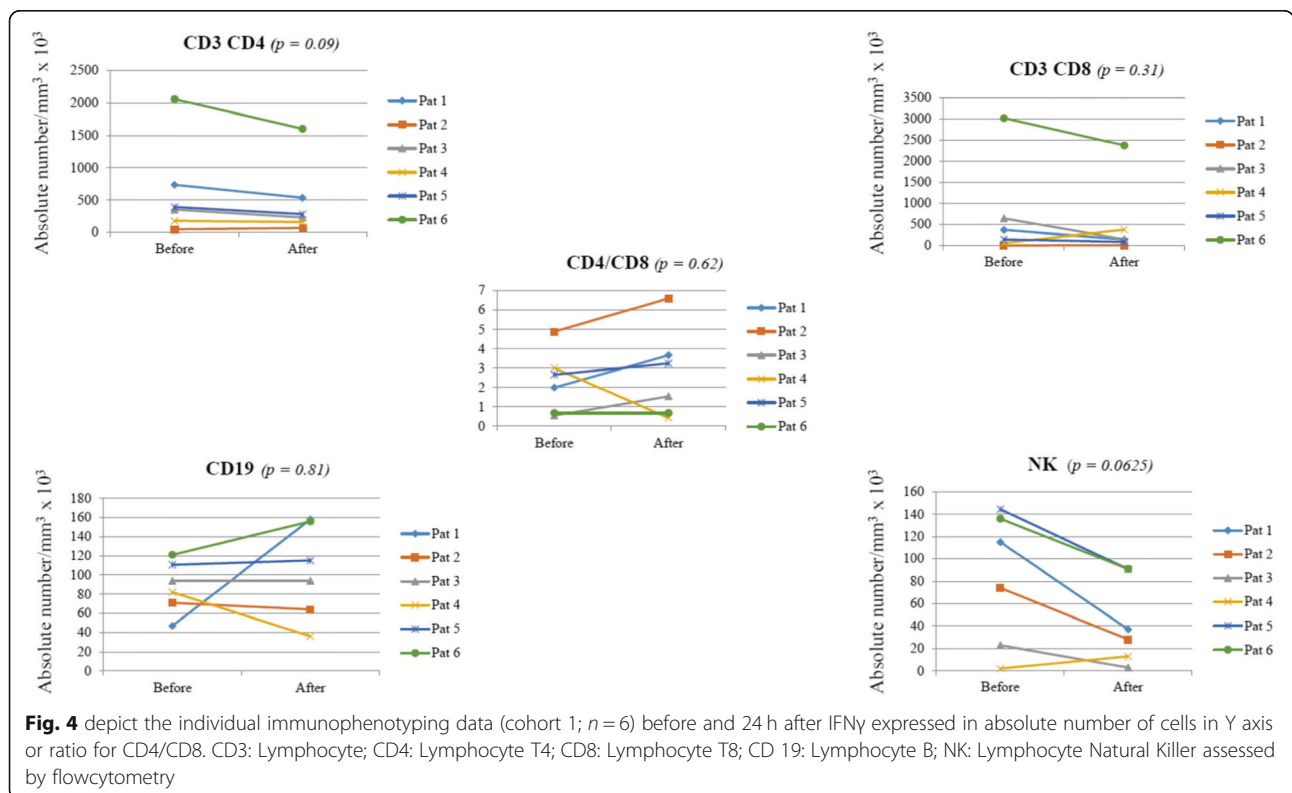 CD3 CD4 (p = 0.09)
Absolute number/mm³ x 10³
2500
2000
1500
1000
500
0
Before
After
Pat 1
Pat 2
Pat 3
Pat 4
Pat 5
Pat 6
CD3 CD8 (p = 0.31)
Absolute number/mm³ x 10³
3500
3000
2500
2000
1500
1000
500
0
Before
After
Pat 1
Pat 2
Pat 3
Pat 4
Pat 5
Pat 6
CD4/CD8 (p = 0.62)
7
6
5
4
3
2
1
0
Before
After
Pat 1
Pat 2
Pat 3
Pat 4
Pat 5
Pat 6
CD19 (p = 0.81)
Absolute number/mm³ x 10³
180
160
140
120
100
80
60
40
20
0
Before
After
Pat 1
Pat 2
Pat 3
Pat 4
Pat 5
Pat 6
NK (p = 0.0625)
Absolute number/mm³ x 10³
160
140
120
100
80
60
40
20
0
Before
After
Pat 1
Pat 2
Pat 3
Pat 4
Pat 5
Pat 6
Fig. 4 depict the individual immunophenotyping data (cohort 1; n = 6) before and 24 h after IFNγ expressed in absolute number of cells in Y axis
or ratio for CD4/CD8. CD3: Lymphocyte; CD4: Lymphocyte T4; CD8: Lymphocyte T8; CD 19: Lymphocyte B; NK: Lymphocyte Natural Killer assessed
by flowcytometry